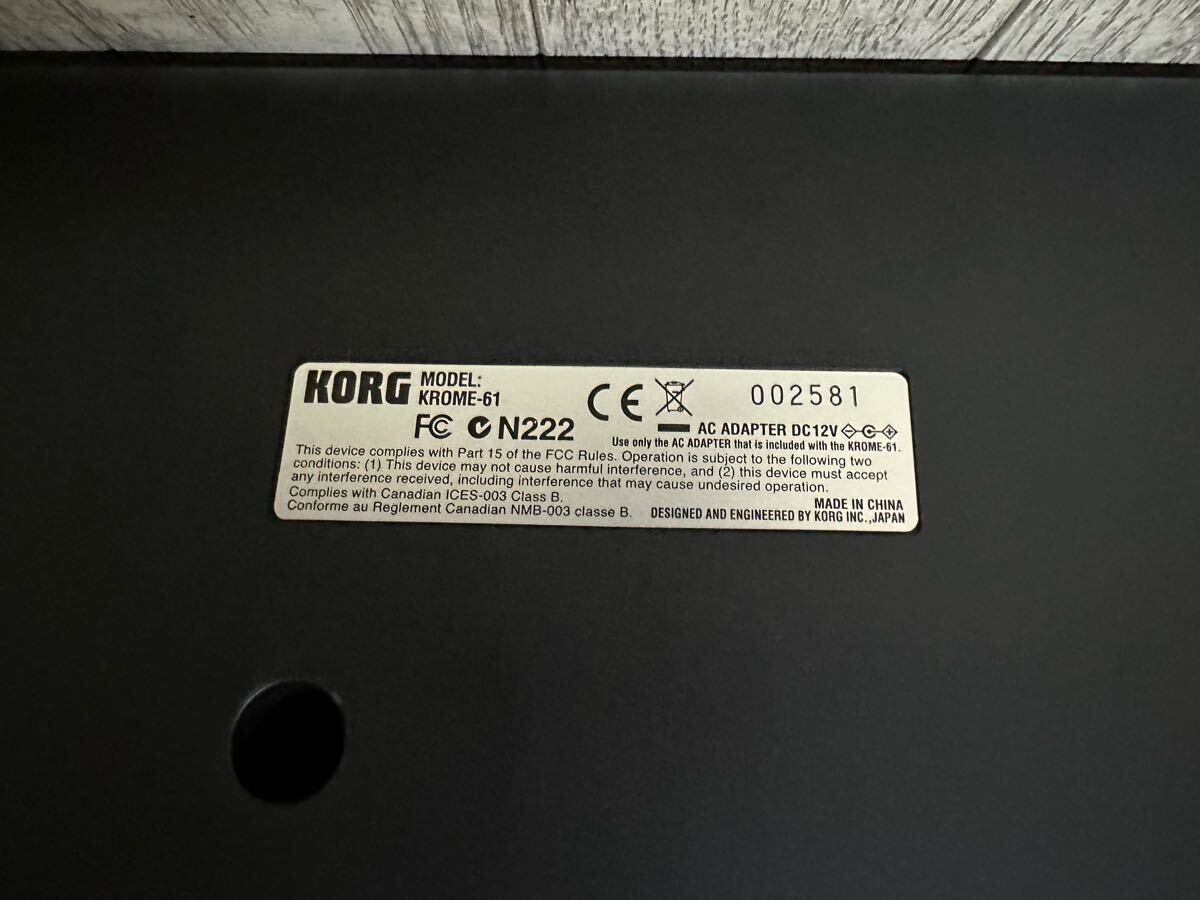 KORG MODEL:
KROME-61
CE 002581
FC N222
AC ADAPTER DC12V
Use only the AC ADAPTER that is included with the KROME-61.
This device complies with Part 15 of the FCC Rules. Operation is subject to the following two
conditions: (1) This device may not cause harmful interference, and (2) this device must accept
any interference received, including interference that may cause undesired operation.
Complies with Canadian ICES-003 Class B.
Conforme au Reglement Canadian NMB-003 classe B.
MADE IN CHINA
DESIGNED AND ENGINEERED BY KORG INC.,JAPAN